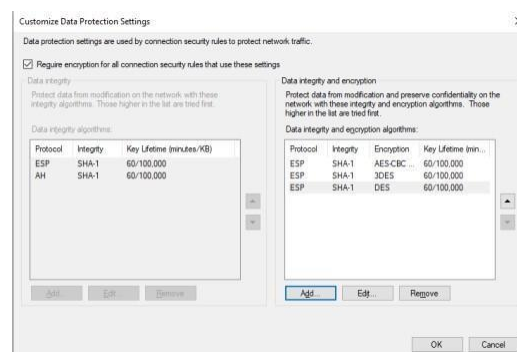 Customize Data Protection Settings
Data protection settings are used by connection security rules to protect network traffic.
Require encryption for all connection security rules that use these settings
Data integrity
Protect data from modification on the network with these
integrity algorithms. Those higher in the list are tried first.
Data integrity algorithms:
Protocol Integrity Key Lifetime (minutes/KB)
ESP SHA-1 60/100,000
AH SHA-1 60/100,000
Add... Edit... Remove
Data integrity and encryption
Protect data from modification and preserve confidentiality on the
network with these integrity and encryption algorithms. Those
higher in the list are tried first.
Data integrity and encryption algorithms:
Protocol Integrity Encryption Key Lifetime (min...
ESP SHA-1 AES-CBC ... 60/100,000
ESP SHA-1 3DES 60/100,000
ESP SHA-1 DES 60/100,000
Add... Edit... Remove
OK Cancel